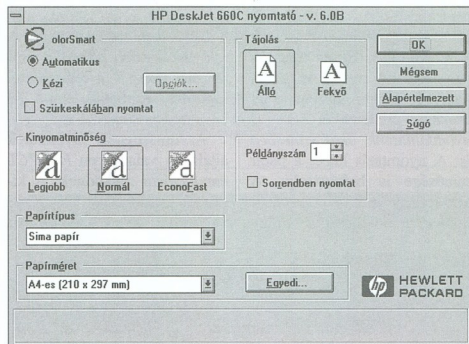 HP DeskJet 660C nyomtató - v. 6.0B
olorSmart
Automatikus
Kézi
Opciók...
Szürkeskálában nyomtat
Tájolás
Álló
Fekvő
OK
Mégsem
Alapértelmezett
Súgó
Kinyomatminőség
Legjobb
Normál
EconoFast
Példányszám 1
Sorrendben nyomtat
Papírtípus
Sima papír
Papírméret
A4-es (210 x 297 mm)
Egyedi...
hp HEWLETT
PACKARD